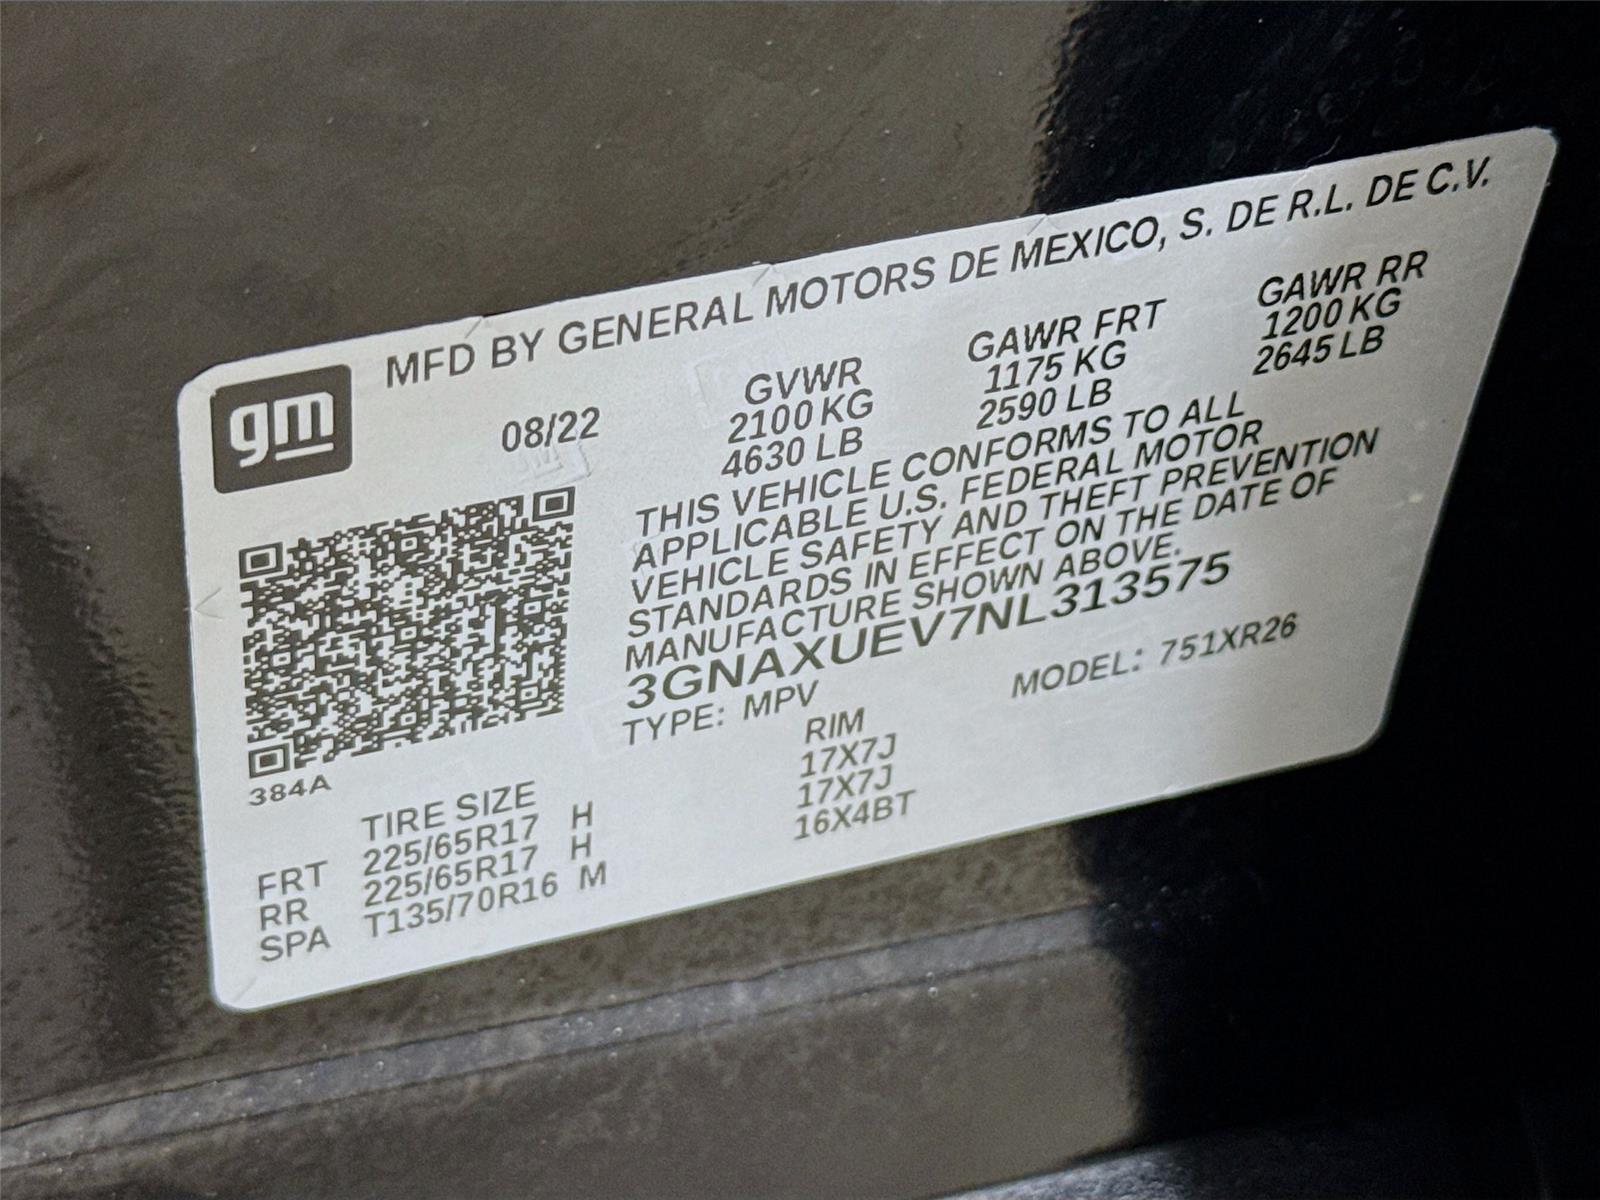 gm
MFD BY GENERAL MOTORS DE MEXICO, S. DE R.L. DE C.V.
08/22
GVWR GAWR FRT GAWR RR
2100 KG 1175 KG 1200 KG
4630 LB 2590 LB 2645 LB
THIS VEHICLE CONFORMS TO ALL
APPLICABLE U.S. FEDERAL MOTOR
VEHICLE SAFETY AND THEFT PREVENTION
STANDARDS IN EFFECT ON THE DATE OF
MANUFACTURE SHOWN ABOVE.
3GNAXUEV7NL313575
TYPE: MPV MODEL: 751XR26
384A
TIRE SIZE RIM
FRT 225/65R17 H 17X7J
RR 225/65R17 H 17X7J
SPA T135/70R16 M 16X4BT